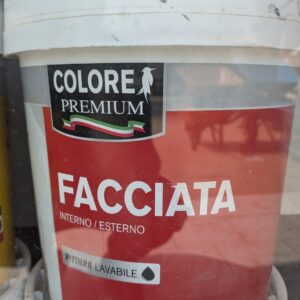 COLORE
PREMIUM
FACCIATA
INTERNO / ESTERNO
PITTURA LAVABILE